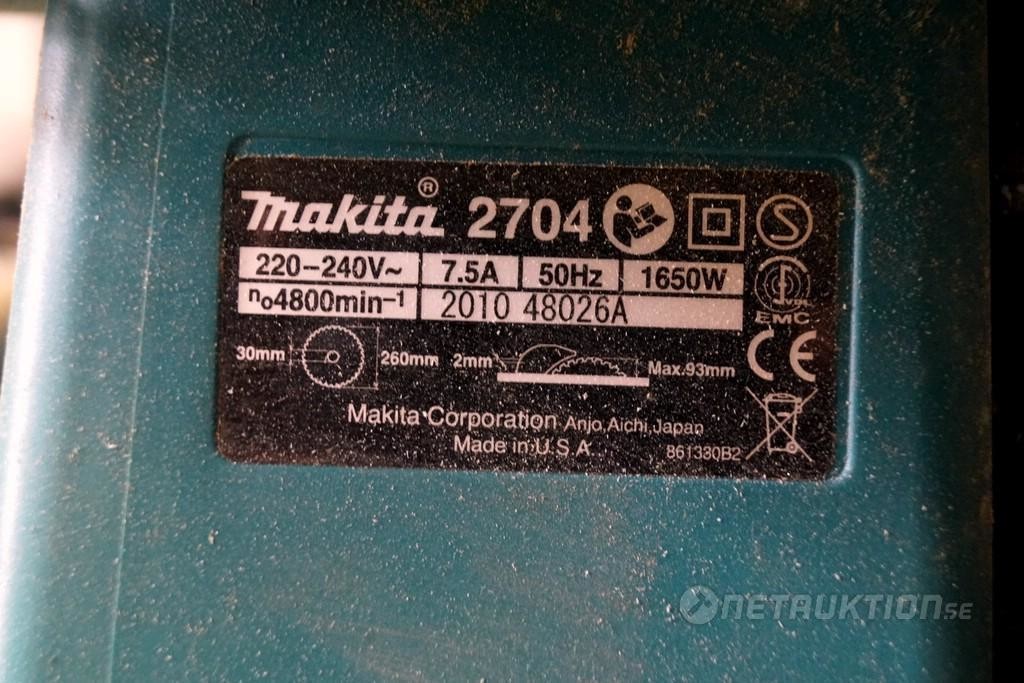 makita® 2704 S
220-240V~ 7.5A 50Hz 1650W
n₀4800min⁻¹ 2010 48026A
EMC
30mm 260mm 2mm Max.93mm
CE
Makita Corporation Anjo, Aichi, Japan
Made in U.S.A. 861380B2
NETAUKTION.SE